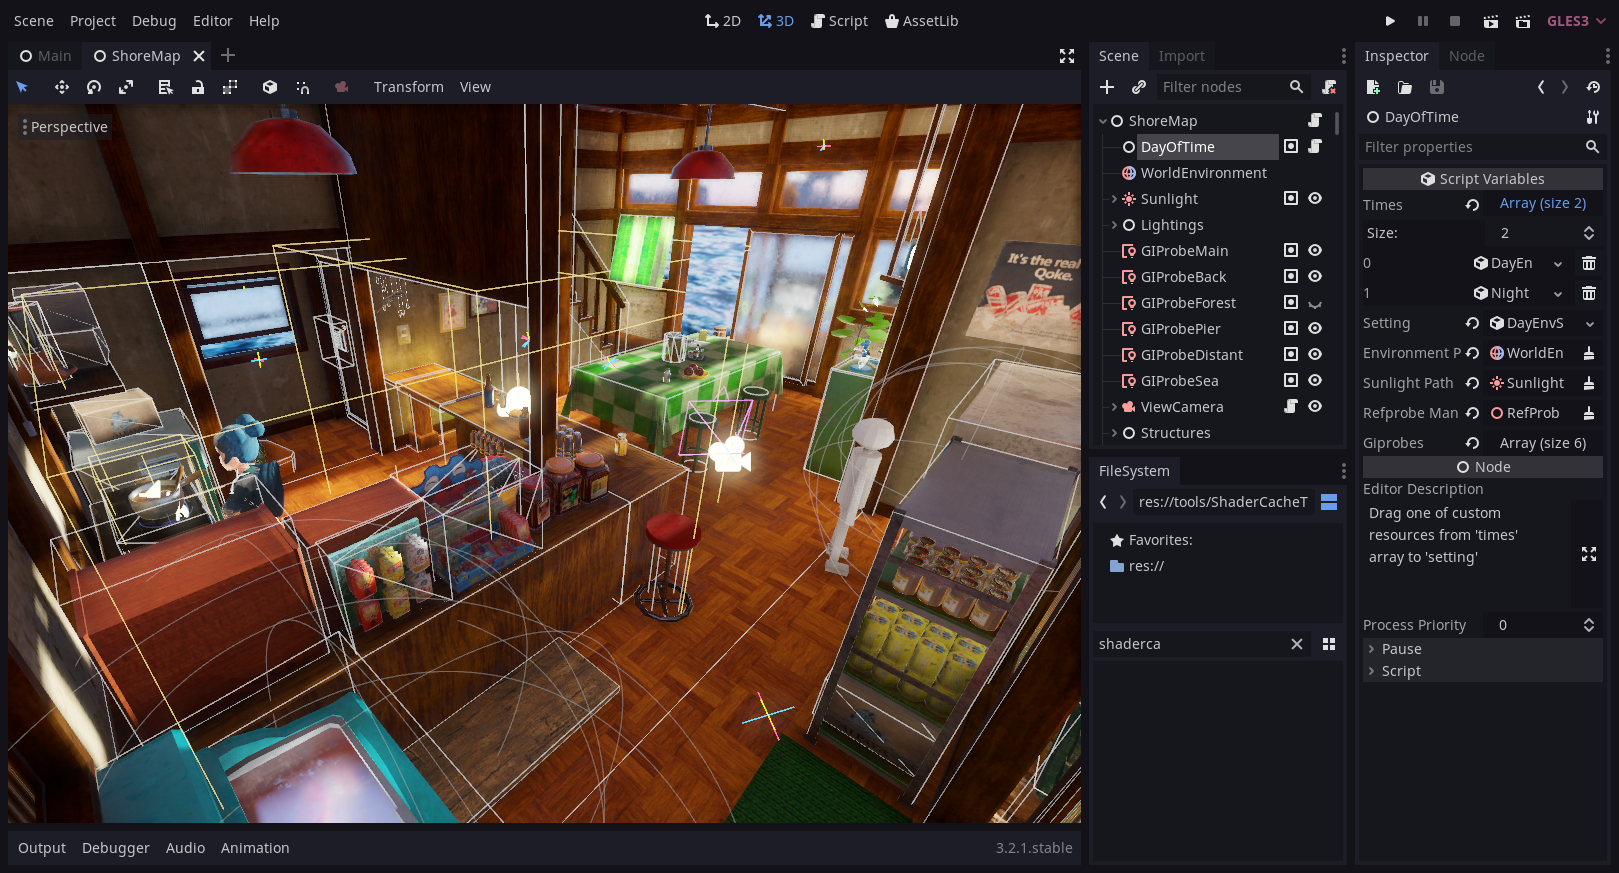 Scene Project Debug Editor Help
2D 3D Script AssetLib
GLES3
Main ShoreMap
Transform View
Perspective
It's the real
Qoke.
Output Debugger Audio Animation
3.2.1.stable
Scene Import
Filter nodes
ShoreMap
DayOfTime
WorldEnvironment
Sunlight
Lightings
GIProbeMain
GIProbeBack
GIProbeForest
GIProbePier
GIProbeDistant
GIProbeSea
ViewCamera
Structures
FileSystem
res://tools/ShaderCacheT
Favorites:
res://
shaderca
Inspector Node
DayOfTime
Filter properties
Script Variables
Times Array (size 2)
Size: 2
0 DayEn
1 Night
Setting DayEnvS
Environment P WorldEn
Sunlight Path Sunlight
Refprobe Man RefProb
Giprobes Array (size 6)
Node
Editor Description
Drag one of custom
resources from 'times'
array to 'setting'
Process Priority 0
Pause
Script